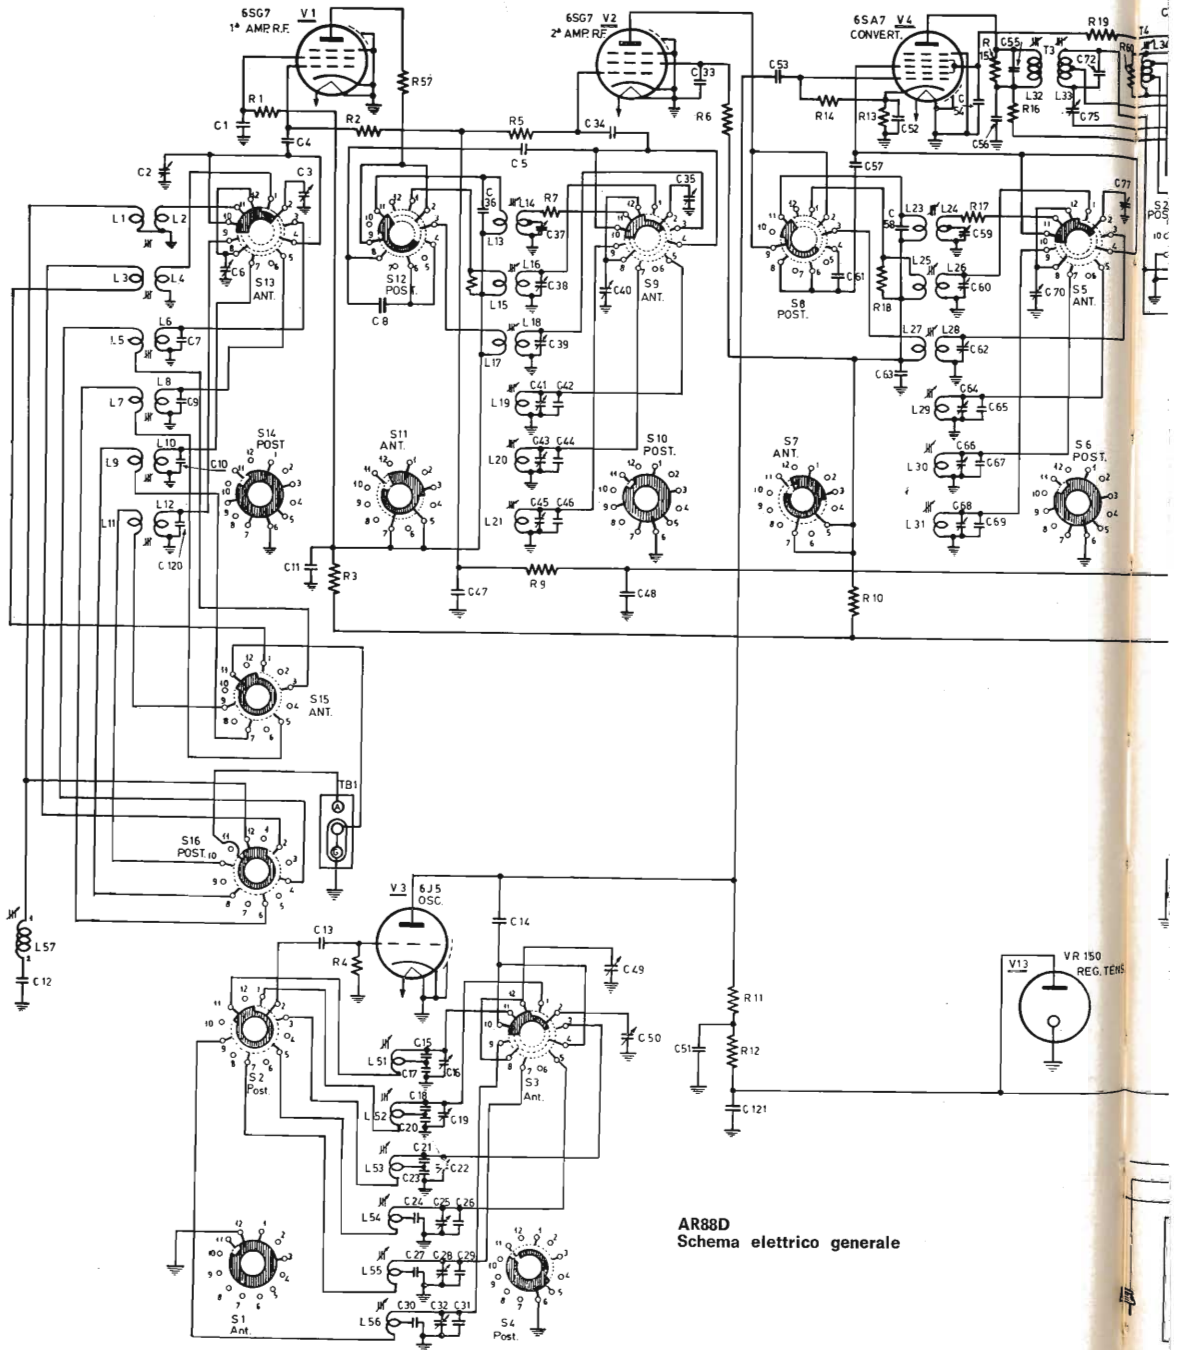 6SG7 V1
1ª AMP. R.F.
6SG7 V2
2ª AMP. RF
6SA7 V4
CONVERT.
R19
R57
C33
C53
C55
T3
C72
R60
T4
L34
R1
C1
R2
C4
R5
C34
C5
R6
R14
R13
C52
C54
L32
R16
L33
C75
C56
C57
C2
C3
C35
C77
L1
L2
C36
L14
R7
C37
L13
L23
L24
R17
C58
C59
L3
L4
C6
S13
ANT.
S12
POST.
L16
L15
C38
C40
S9
ANT.
C61
S8
POST.
L25
L26
R18
C60
C70
S5
ANT.
C8
L6
L5
C7
L18
L17
C39
L27
L28
C62
C63
L8
L7
C9
C41
C42
L19
C64
L29
C65
L10
L9
C10
S14
POST
S11
ANT.
C43
C44
L20
S10
POST.
S7
ANT.
C66
L30
C67
S6
POST.
L12
L11
C120
C45
C46
L21
C68
L31
C69
C11
R3
C47
R9
C48
R10
S15
ANT.
TB1
A
G
S16
POST.
V3
6J5
OSC.
L57
C12
C13
R4
C14
C49
C50
S2
Post.
L51
C15
C17
C16
S3
Ant.
L52
C18
C20
C19
L53
C21
C23
C22
L54
C24
C25
C26
L55
C27
C28
C29
L56
C30
C32
C31
S1
Ant.
S4
Post.
R11
C51
R12
C121
V13
VR150
REG. TENS
AR88D
Schema elettrico generale